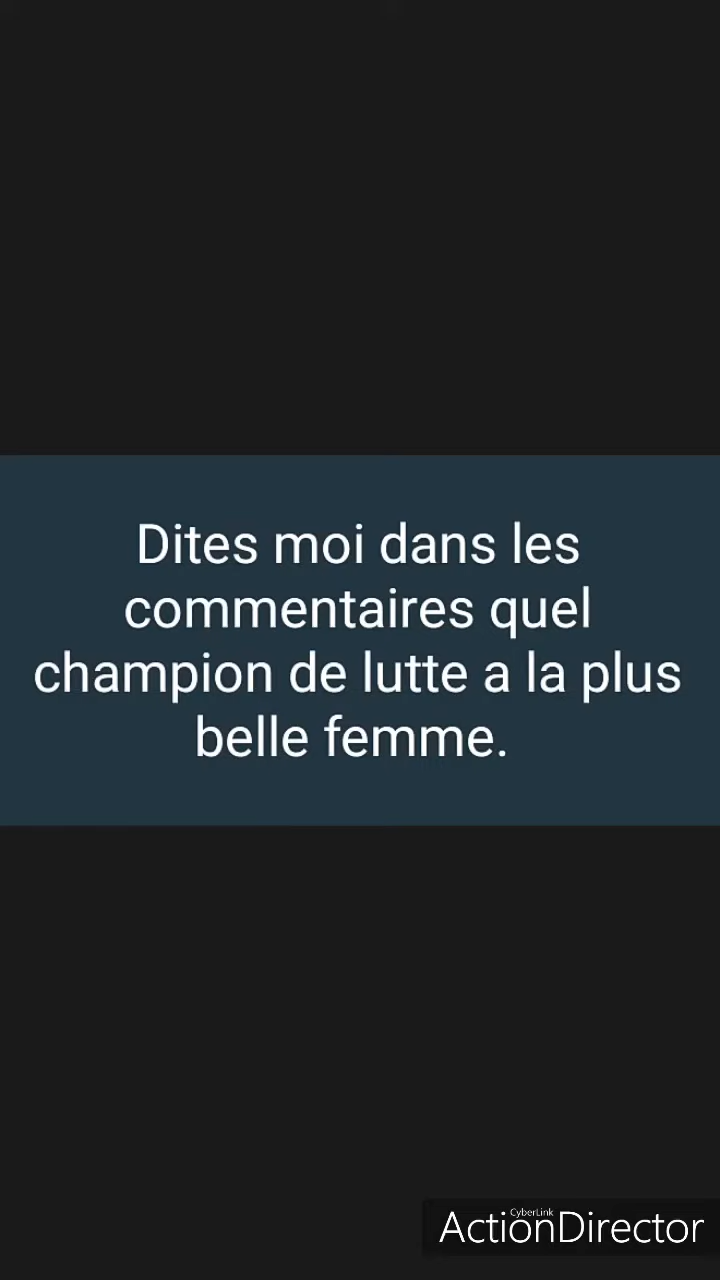 Dites moi dans les
commentaires quel
champion de lutte a la plus
belle femme.
CyberLink
ActionDirector